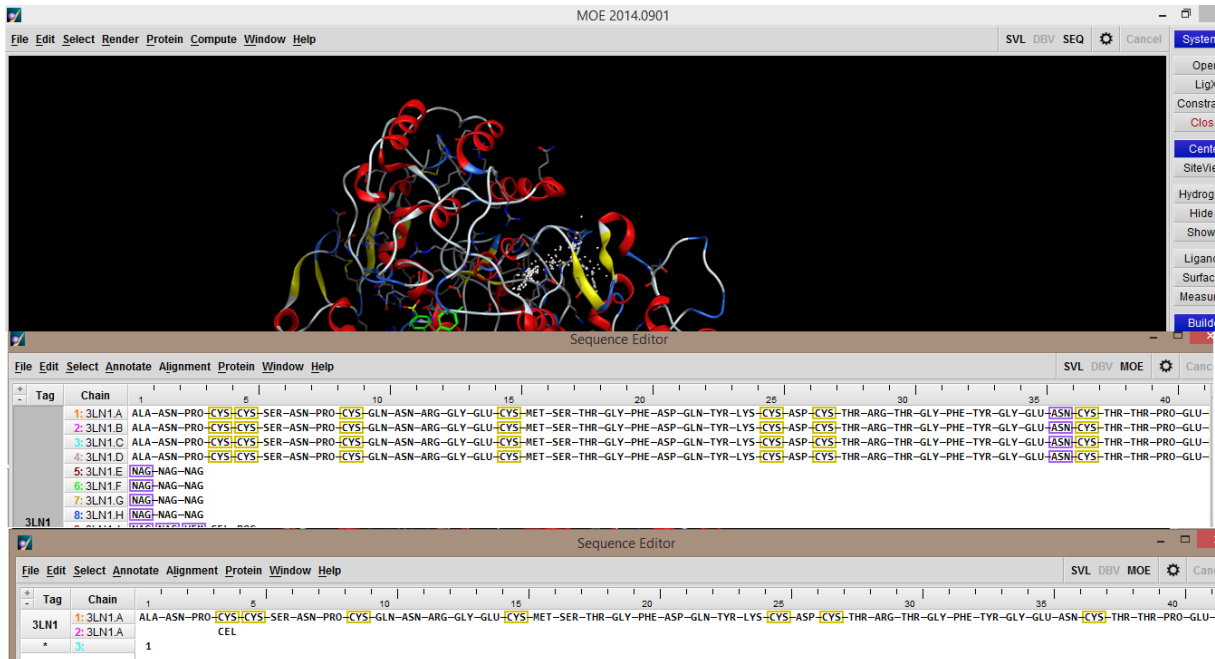 MOE 2014.0901
File Edit Select Render Protein Compute Window Help SVL DBV SEQ Cancel System
Open
LigX
Constra
Clos
Cente
SiteVie
Hydrog
Hide
Show
Ligand
Surfac
Measur
Builde
Sequence Editor
File Edit Select Annotate Alignment Protein Window Help SVL DBV MOE Canc
+ - Tag Chain 1 5 10 15 20 25 30 35 40
1: 3LN1.A ALA-ASN-PRO-CYS-CYS-SER-ASN-PRO-CYS-GLN-ASN-ARG-GLY-GLU-CYS-MET-SER-THR-GLY-PHE-ASP-GLN-TYR-LYS-CYS-ASP-CYS-THR-ARG-THR-GLY-PHE-TYR-GLY-GLU-ASN-CYS-THR-THR-PRO-GLU-
2: 3LN1.B ALA-ASN-PRO-CYS-CYS-SER-ASN-PRO-CYS-GLN-ASN-ARG-GLY-GLU-CYS-MET-SER-THR-GLY-PHE-ASP-GLN-TYR-LYS-CYS-ASP-CYS-THR-ARG-THR-GLY-PHE-TYR-GLY-GLU-ASN-CYS-THR-THR-PRO-GLU-
3: 3LN1.C ALA-ASN-PRO-CYS-CYS-SER-ASN-PRO-CYS-GLN-ASN-ARG-GLY-GLU-CYS-MET-SER-THR-GLY-PHE-ASP-GLN-TYR-LYS-CYS-ASP-CYS-THR-ARG-THR-GLY-PHE-TYR-GLY-GLU-ASN-CYS-THR-THR-PRO-GLU-
4: 3LN1.D ALA-ASN-PRO-CYS-CYS-SER-ASN-PRO-CYS-GLN-ASN-ARG-GLY-GLU-CYS-MET-SER-THR-GLY-PHE-ASP-GLN-TYR-LYS-CYS-ASP-CYS-THR-ARG-THR-GLY-PHE-TYR-GLY-GLU-ASN-CYS-THR-THR-PRO-GLU-
5: 3LN1.E NAG-NAG-NAG
6: 3LN1.F NAG-NAG-NAG
7: 3LN1.G NAG-NAG-NAG
8: 3LN1.H NAG-NAG-NAG
3LN1
Sequence Editor
File Edit Select Annotate Alignment Protein Window Help SVL DBV MOE Canc
+ - Tag Chain 1 5 10 15 20 25 30 35 40
3LN1 1: 3LN1.A ALA-ASN-PRO-CYS-CYS-SER-ASN-PRO-CYS-GLN-ASN-ARG-GLY-GLU-CYS-MET-SER-THR-GLY-PHE-ASP-GLN-TYR-LYS-CYS-ASP-CYS-THR-ARG-THR-GLY-PHE-TYR-GLY-GLU-ASN-CYS-THR-THR-PRO-GLU-
2: 3LN1.A CEL
* 3: 1